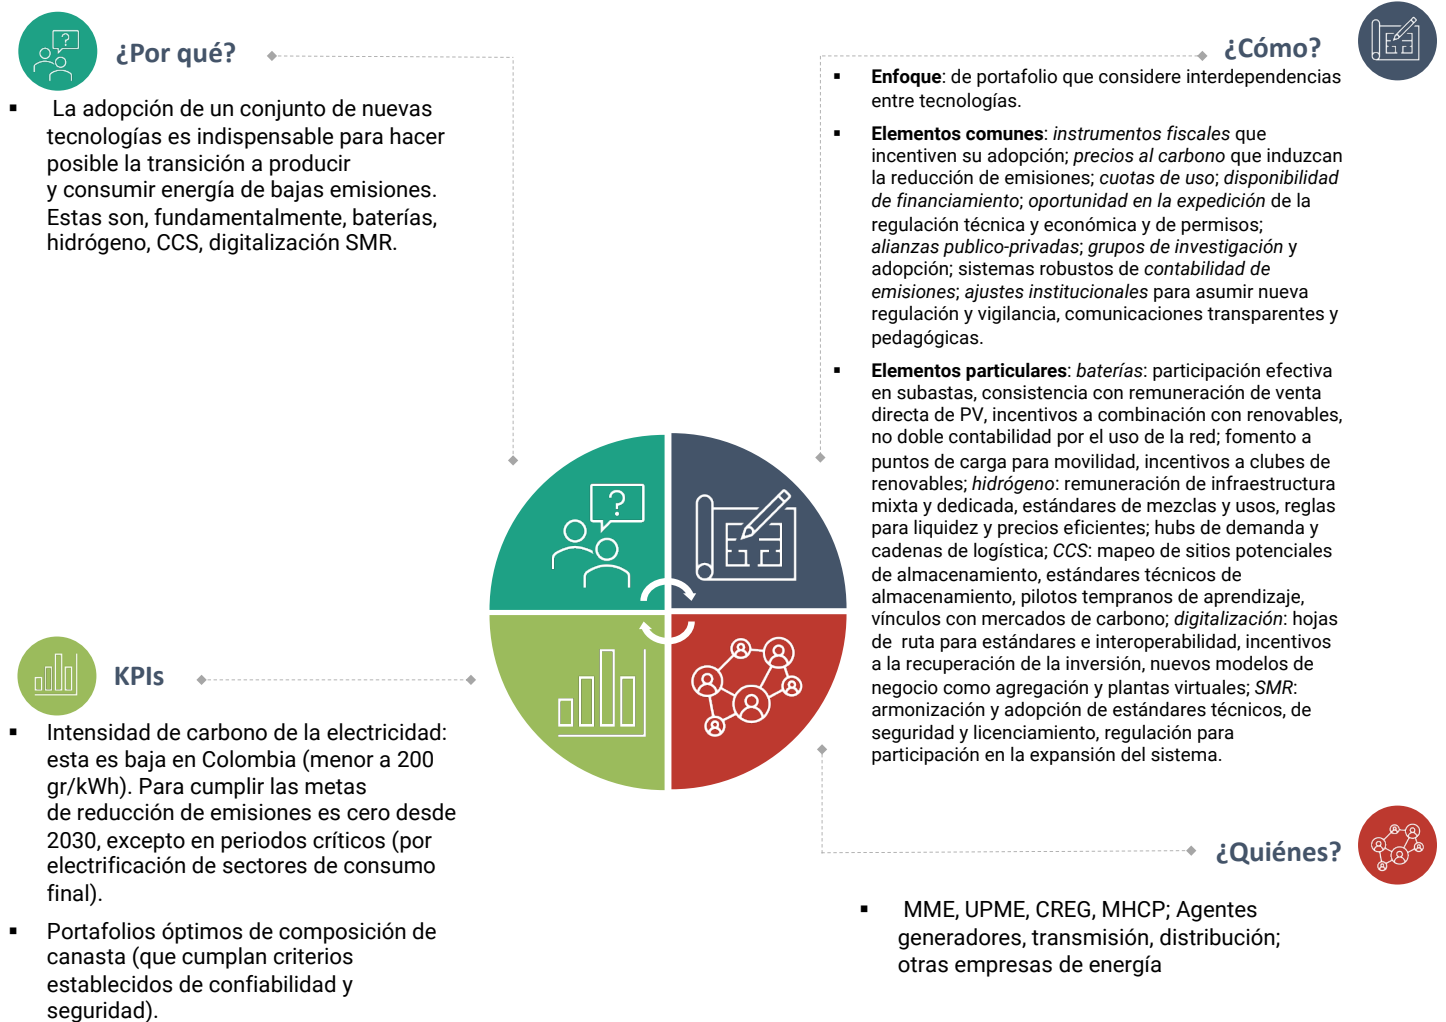 ¿Por qué?
▪ La adopción de un conjunto de nuevas
tecnologías es indispensable para hacer
posible la transición a producir
y consumir energía de bajas emisiones.
Estas son, fundamentalmente, baterías,
hidrógeno, CCS, digitalización SMR.
¿Cómo?
▪ Enfoque: de portafolio que considere interdependencias
entre tecnologías.
▪ Elementos comunes: instrumentos fiscales que
incentiven su adopción; precios al carbono que induzcan
la reducción de emisiones; cuotas de uso; disponibilidad
de financiamiento; oportunidad en la expedición de la
regulación técnica y económica y de permisos;
alianzas publico-privadas; grupos de investigación y
adopción; sistemas robustos de contabilidad de
emisiones; ajustes institucionales para asumir nueva
regulación y vigilancia, comunicaciones transparentes y
pedagógicas.
▪ Elementos particulares: baterías: participación efectiva
en subastas, consistencia con remuneración de venta
directa de PV, incentivos a combinación con renovables,
no doble contabilidad por el uso de la red; fomento a
puntos de carga para movilidad, incentivos a clubes de
renovables; hidrógeno: remuneración de infraestructura
mixta y dedicada, estándares de mezclas y usos, reglas
para liquidez y precios eficientes; hubs de demanda y
cadenas de logística; CCS: mapeo de sitios potenciales
de almacenamiento, estándares técnicos de
almacenamiento, pilotos tempranos de aprendizaje,
vínculos con mercados de carbono; digitalización: hojas
de ruta para estándares e interoperabilidad, incentivos
a la recuperación de la inversión, nuevos modelos de
negocio como agregación y plantas virtuales; SMR:
armonización y adopción de estándares técnicos, de
seguridad y licenciamiento, regulación para
participación en la expansión del sistema.
KPIs
▪ Intensidad de carbono de la electricidad:
esta es baja en Colombia (menor a 200
gr/kWh). Para cumplir las metas
de reducción de emisiones es cero desde
2030, excepto en periodos críticos (por
electrificación de sectores de consumo
final).
▪ Portafolios óptimos de composición de
canasta (que cumplan criterios
establecidos de confiabilidad y
seguridad).
¿Quiénes?
▪ MME, UPME, CREG, MHCP; Agentes
generadores, transmisión, distribución;
otras empresas de energía